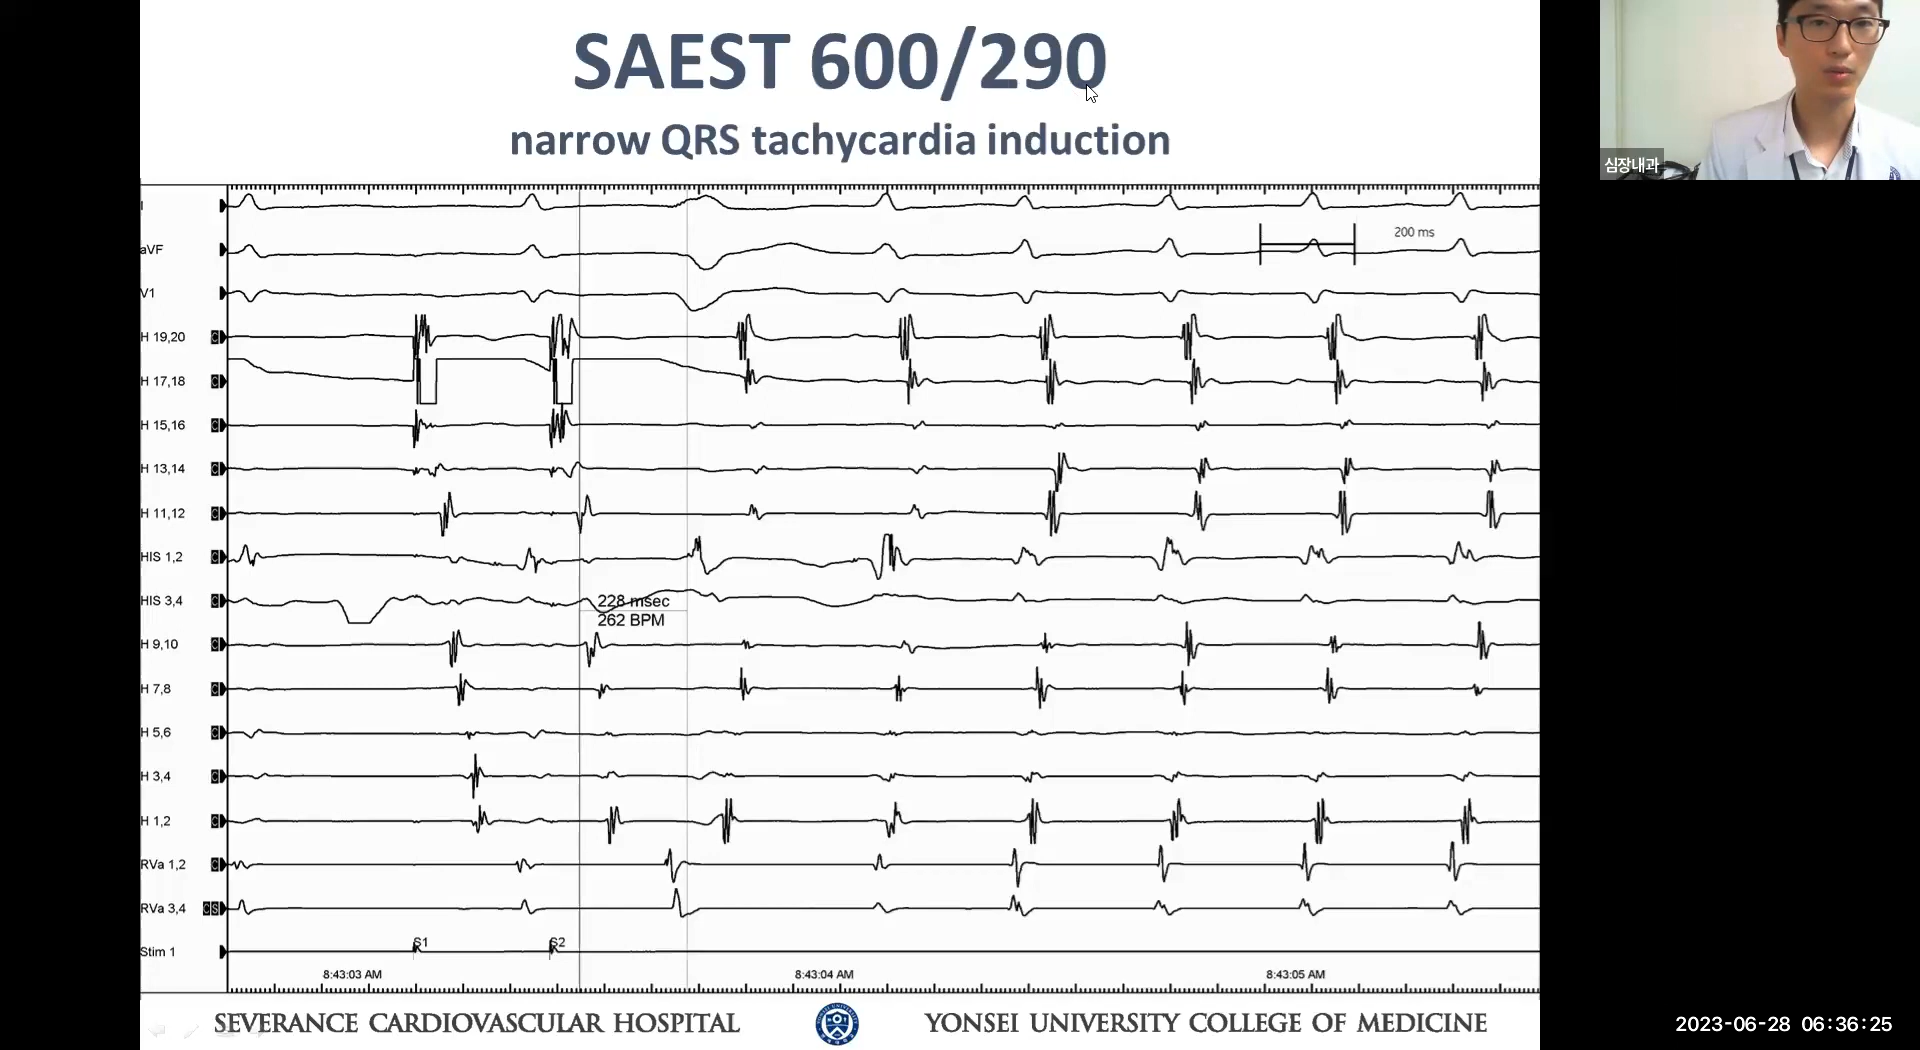 SAEST 600/290
narrow QRS tachycardia induction
심장내과
I
aVF
200 ms
V1
H 19,20
H 17,18
H 15,16
H 13,14
H 11,12
HIS 1,2
HIS 3,4
228 msec
262 BPM
H 9,10
H 7,8
H 5,6
H 3,4
H 1,2
RVa 1,2
RVa 3,4
Stim 1
S1
S2
8:43:03 AM
8:43:04 AM
8:43:05 AM
SEVERANCE CARDIOVASCULAR HOSPITAL
YONSEI UNIVERSITY COLLEGE OF MEDICINE
2023-06-28 06:36:25